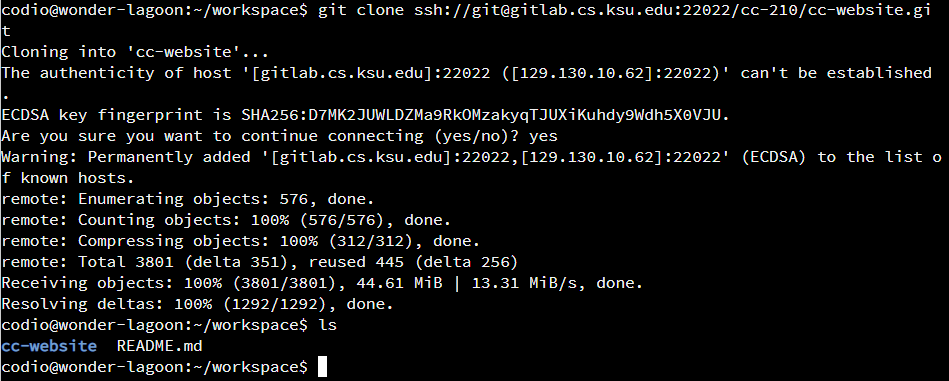 codio@wonder-lagoon:~/workspace$ git clone ssh://git@gitlab.cs.ksu.edu:22022/cc-210/cc-website.gi
t
Cloning into 'cc-website'...
The authenticity of host '[gitlab.cs.ksu.edu]:22022 ([129.130.10.62]:22022)' can't be established
.
ECDSA key fingerprint is SHA256:D7MK2JUWLDZMa9RkOMzakyqTJUXiKuhdy9Wdh5X0VJU.
Are you sure you want to continue connecting (yes/no)? yes
Warning: Permanently added '[gitlab.cs.ksu.edu]:22022,[129.130.10.62]:22022' (ECDSA) to the list o
f known hosts.
remote: Enumerating objects: 576, done.
remote: Counting objects: 100% (576/576), done.
remote: Compressing objects: 100% (312/312), done.
remote: Total 3801 (delta 351), reused 445 (delta 256)
Receiving objects: 100% (3801/3801), 44.61 MiB | 13.31 MiB/s, done.
Resolving deltas: 100% (1292/1292), done.
codio@wonder-lagoon:~/workspace$ ls
cc-website  README.md
codio@wonder-lagoon:~/workspace$